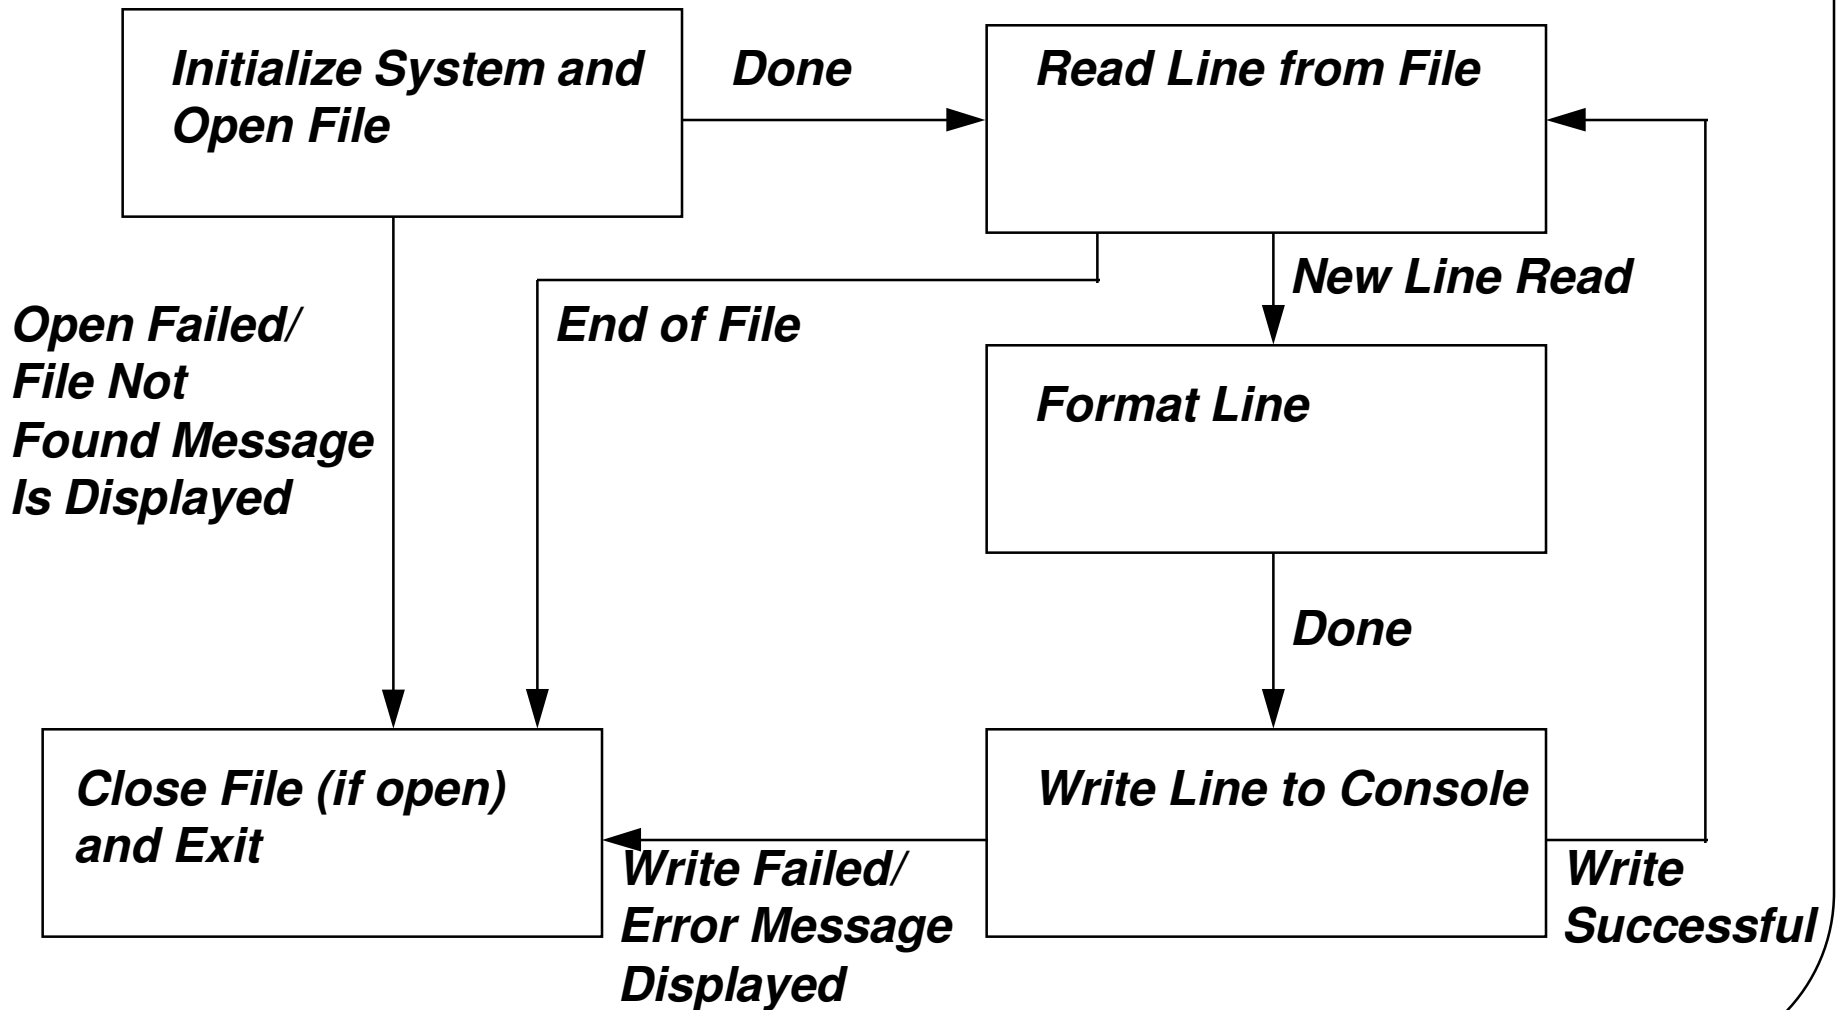 Initialize System and
Open File
Done
Read Line from File
New Line Read
Open Failed/
File Not
Found Message
Is Displayed
End of File
Format Line
Done
Close File (if open)
and Exit
Write Line to Console
Write Failed/
Error Message
Displayed
Write
Successful